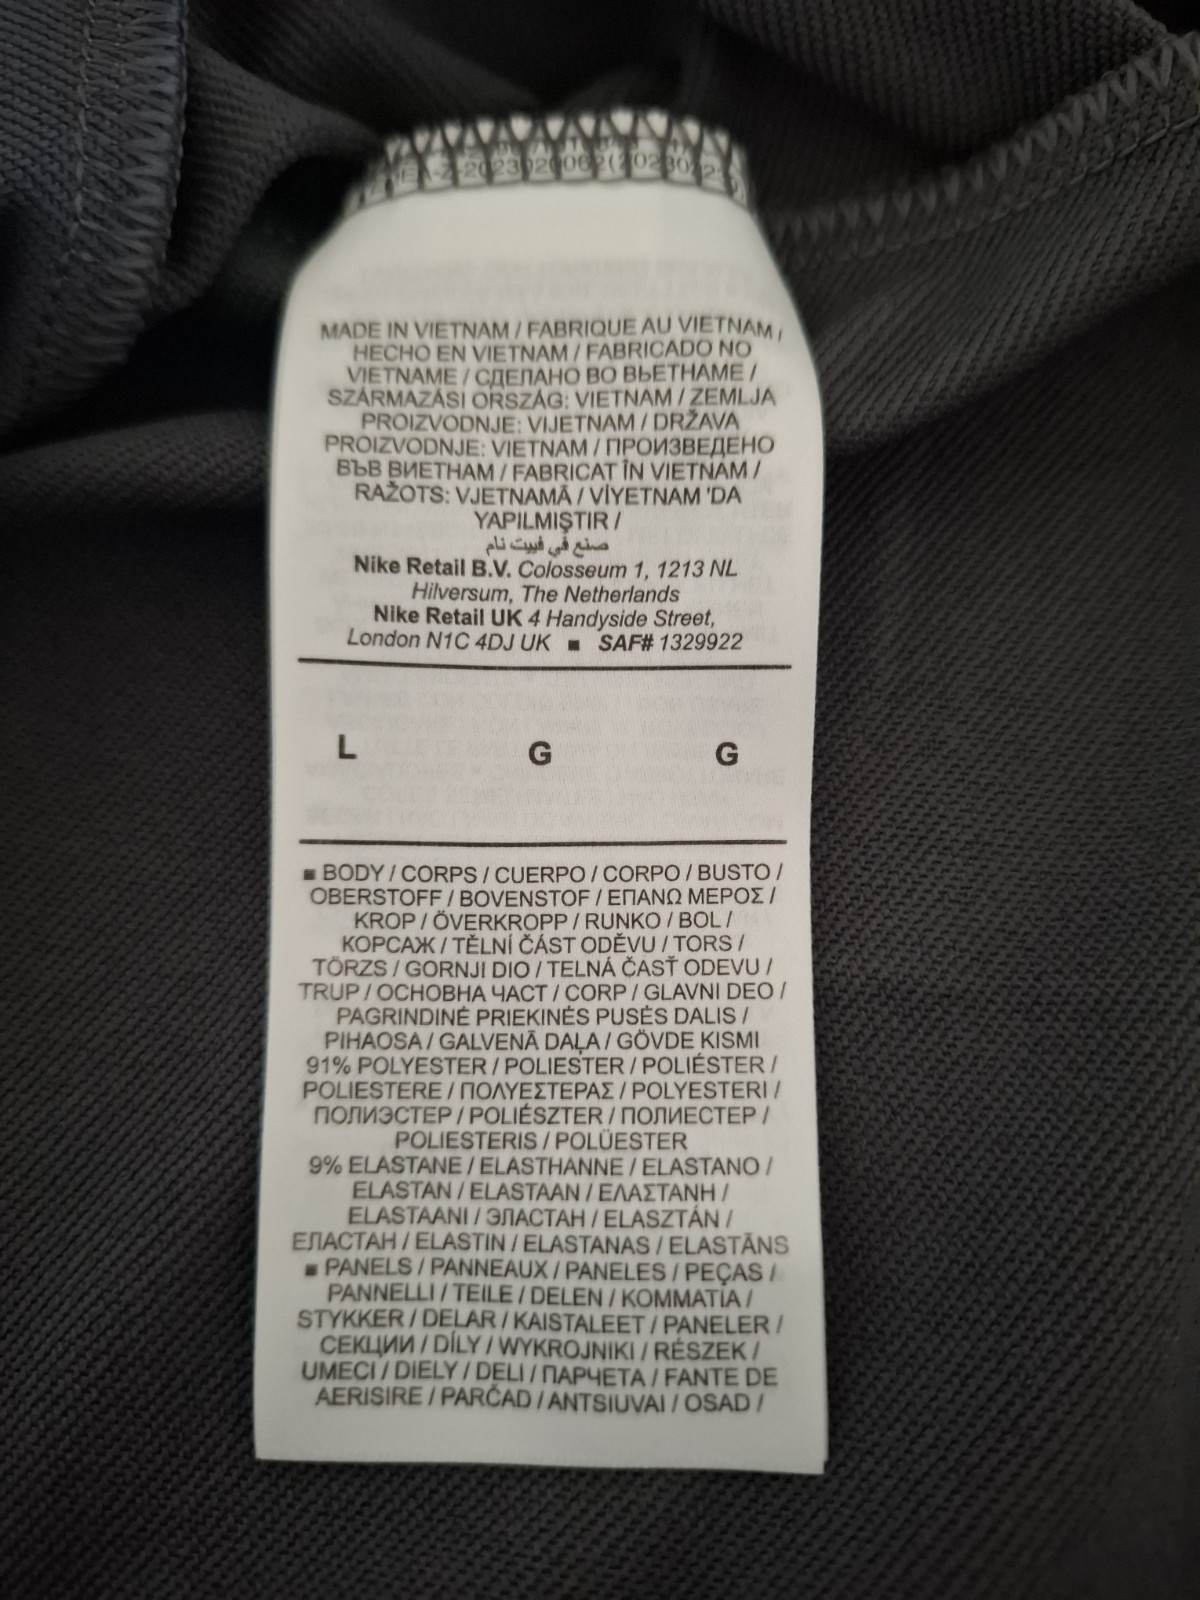 MADE IN VIETNAM / FABRIQUE AU VIETNAM /
HECHO EN VIETNAM / FABRICADO NO
VIETNAME / СДЕЛАНО ВО ВЬЕТНАМЕ /
SZÁRMAZÁSI ORSZÁG: VIETNAM / ZEMLJA
PROIZVODNJE: VIJETNAM / DRŽAVA
PROIZVODNJE: VIETNAM / ПРОИЗВЕДЕНО
ВЪВ ВИЕТНАМ / FABRICAT ÎN VIETNAM /
RAŽOTS: VJETNAMĀ / VİYETNAM 'DA
YAPILMIŞTIR /
صنع في فييت نام
Nike Retail B.V. Colosseum 1, 1213 NL
Hilversum, The Netherlands
Nike Retail UK 4 Handyside Street,
London N1C 4DJ UK ■ SAF# 1329922
L G G
■ BODY / CORPS / CUERPO / CORPO / BUSTO /
OBERSTOFF / BOVENSTOF / ΕΠΑΝΩ ΜΕΡΟΣ /
KROP / ÖVERKROPP / RUNKO / BOL /
КОРСАЖ / TĚLNÍ ČÁST ODĚVU / TORS /
TÖRZS / GORNJI DIO / TELNÁ ČASŤ ODEVU /
TRUP / ОСНОВНА ЧАСТ / CORP / GLAVNI DEO /
PAGRINDINĖ PRIEKINĖS PUSĖS DALIS /
PIHAOSA / GALVENĀ DAĻA / GÖVDE KISMI
91% POLYESTER / POLIESTER / POLIÉSTER /
POLIESTERE / ΠΟΛΥΕΣΤΕΡΑΣ / POLYESTERI /
ПОЛИЭСТЕР / POLIÉSZTER / ПОЛИЕСТЕР /
POLIESTERIS / POLÜESTER
9% ELASTANE / ELASTHANNE / ELASTANO /
ELASTAN / ELASTAAN / ΕΛΑΣΤΑΝΗ /
ELASTAANI / ЭЛАСТАН / ELASZTÁN /
ЕЛАСТАН / ELASTIN / ELASTANAS / ELASTĀNS
■ PANELS / PANNEAUX / PANELES / PEÇAS /
PANNELLI / TEILE / DELEN / ΚΟΜΜΑΤΙΑ /
STYKKER / DELAR / KAISTALEET / PANELER /
СЕКЦИИ / DÍLY / WYKROJNIKI / RÉSZEK /
UMECI / DIELY / DELI / ПАРЧЕТА / FANTE DE
AERISIRE / PARČAD / ANTSIUVAI / OSAD /